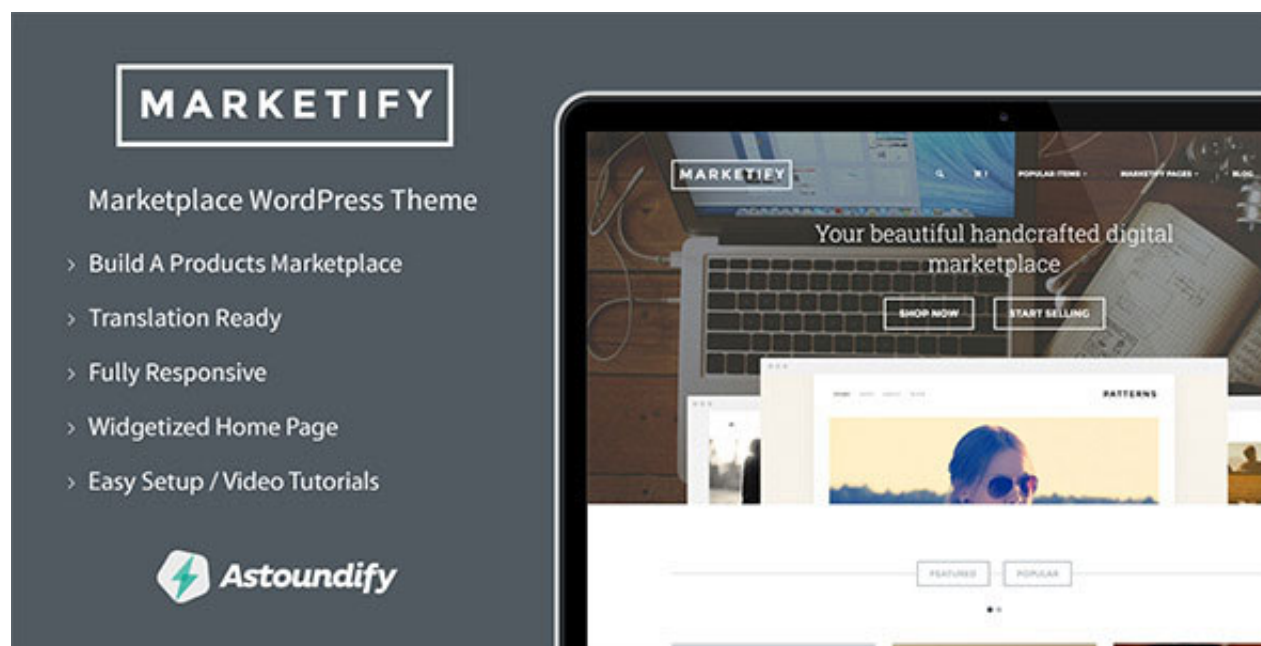 MARKETIFY
Marketplace WordPress Theme
› Build A Products Marketplace
› Translation Ready
› Fully Responsive
› Widgetized Home Page
› Easy Setup / Video Tutorials
Astoundify
MARKETIFY
POPULAR ITEMS
MARKETIFY PAGES
BLOG
Your beautiful handcrafted digital
marketplace
SHOP NOW
START SELLING
PATTERNS
FEATURED
POPULAR